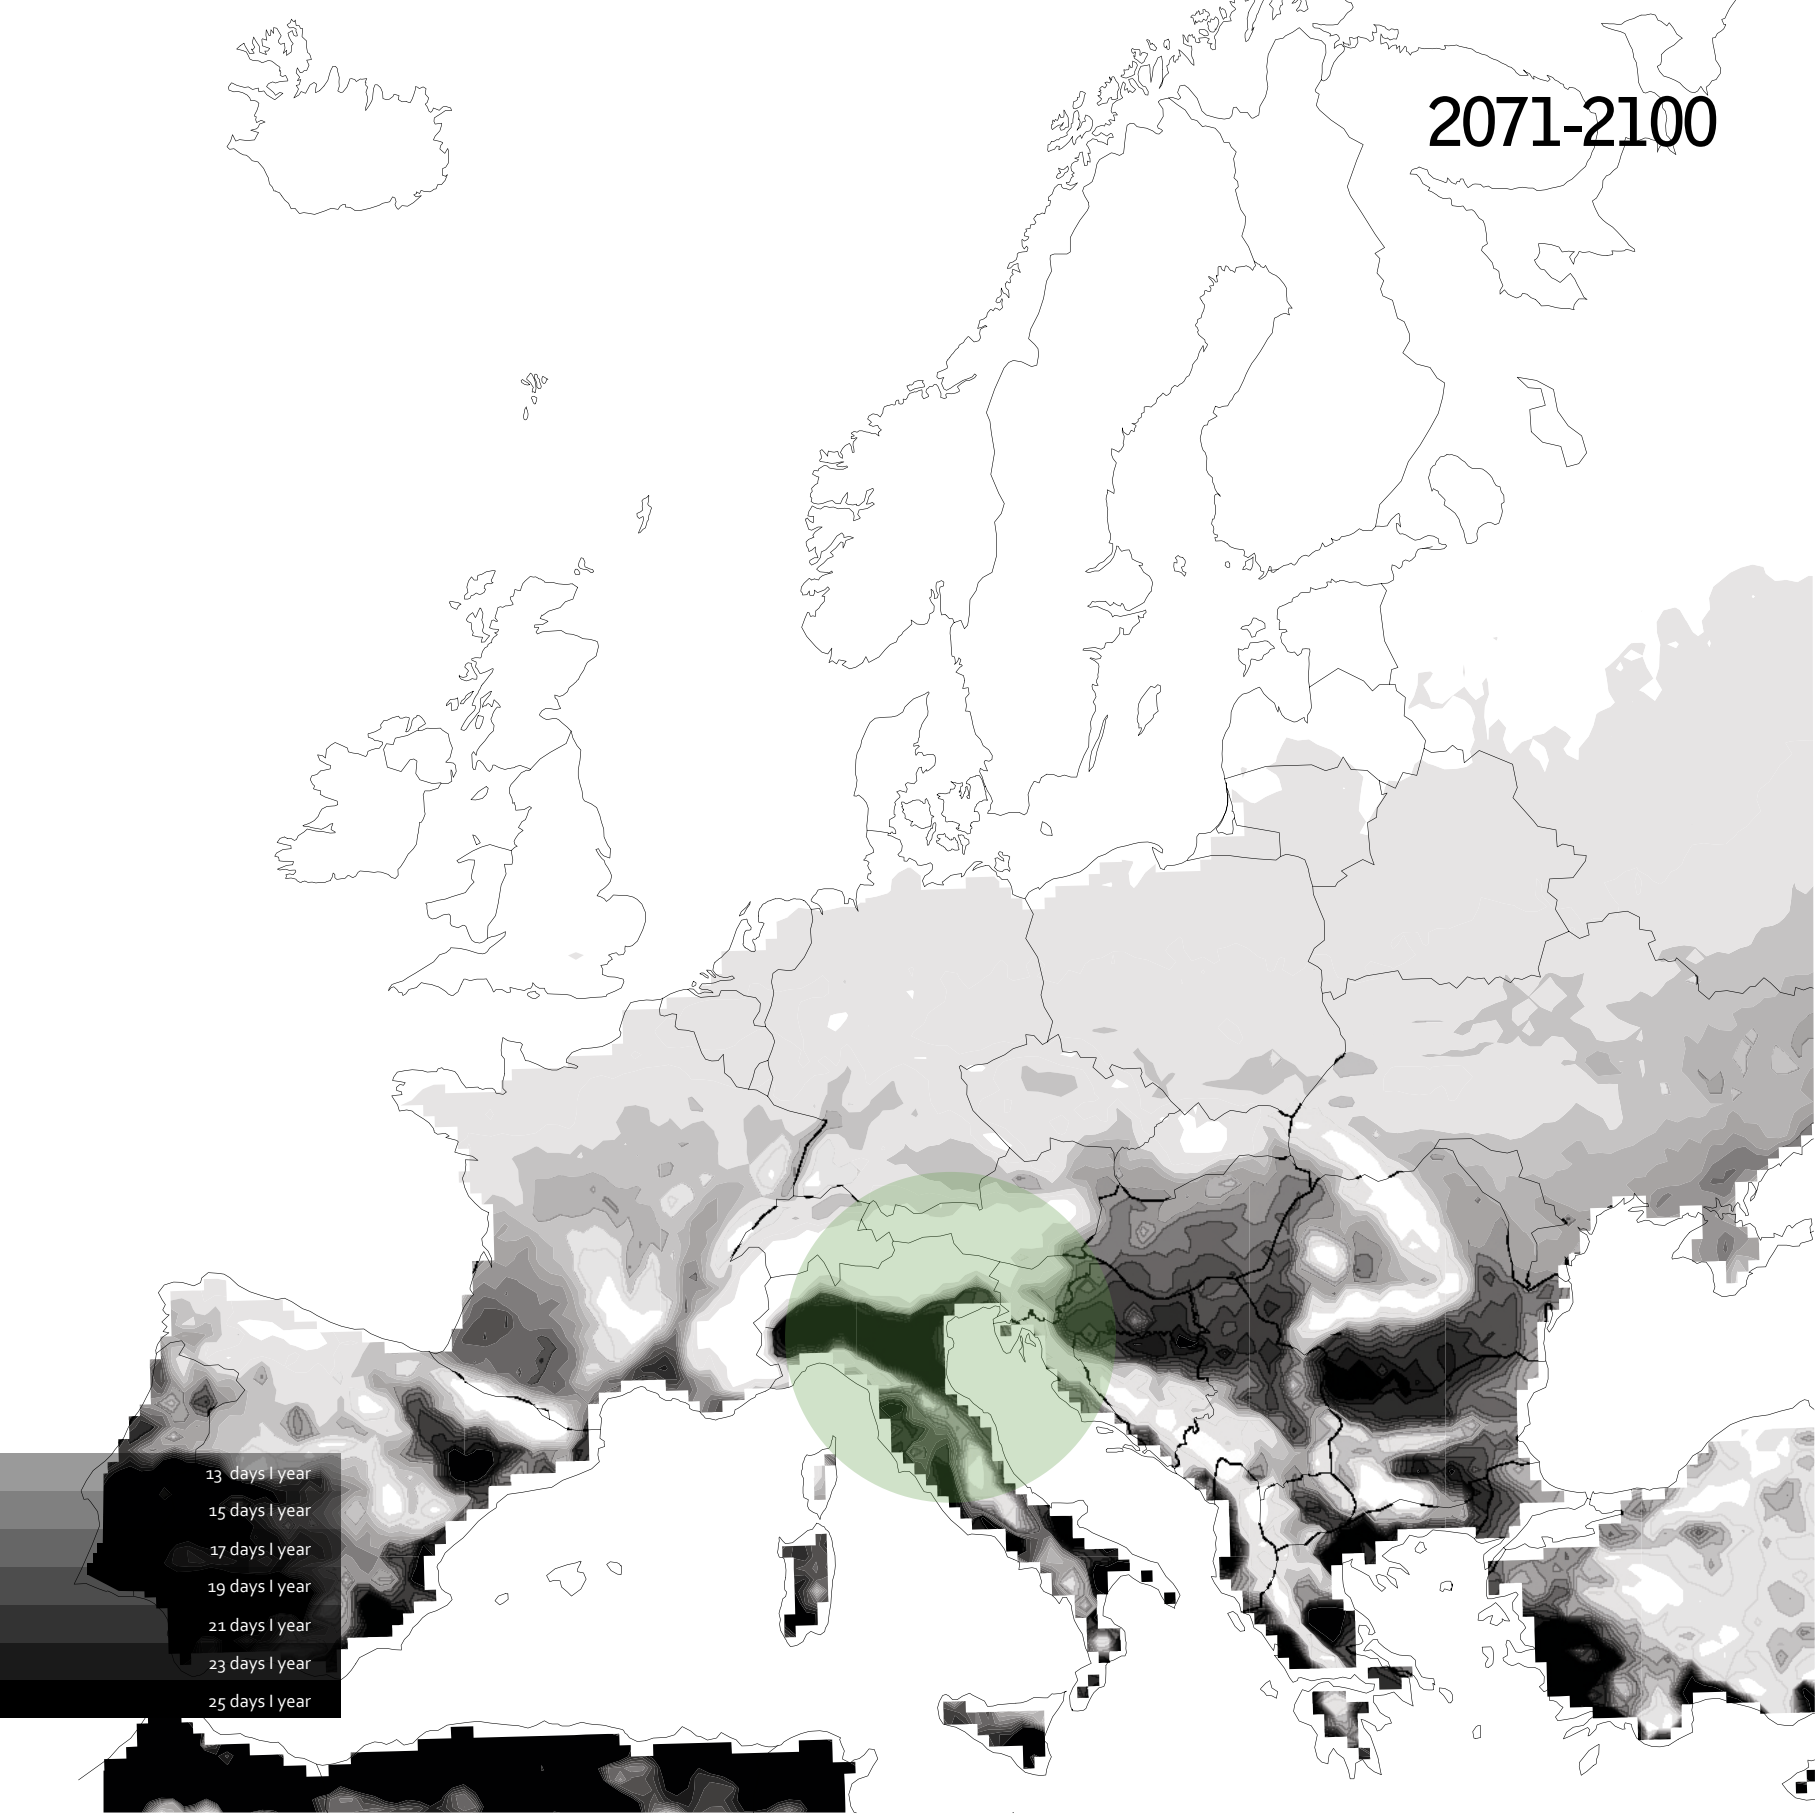 2071-2100
13 days I year
15 days I year
17 days I year
19 days I year
21 days I year
23 days I year
25 days I year